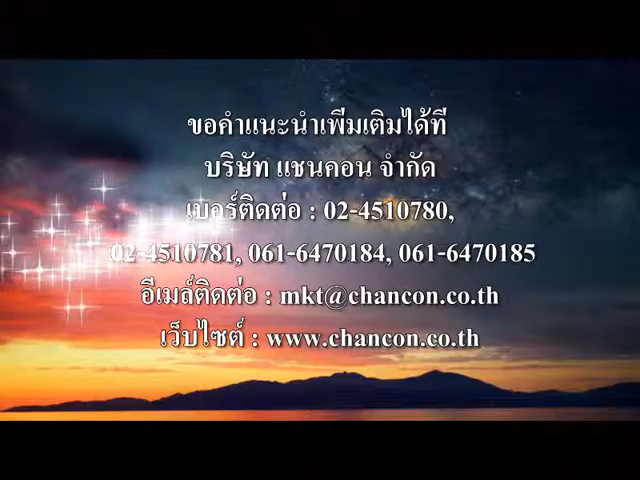 ขอคำแนะนำเพิ่มเติมได้ที่
บริษัท แชนคอน จำกัด
เบอร์ติดต่อ : 02-4510780,
02-4510781, 061-6470184, 061-6470185
อีเมล์ติดต่อ : mkt@chancon.co.th
เว็บไซต์ : www.chancon.co.th